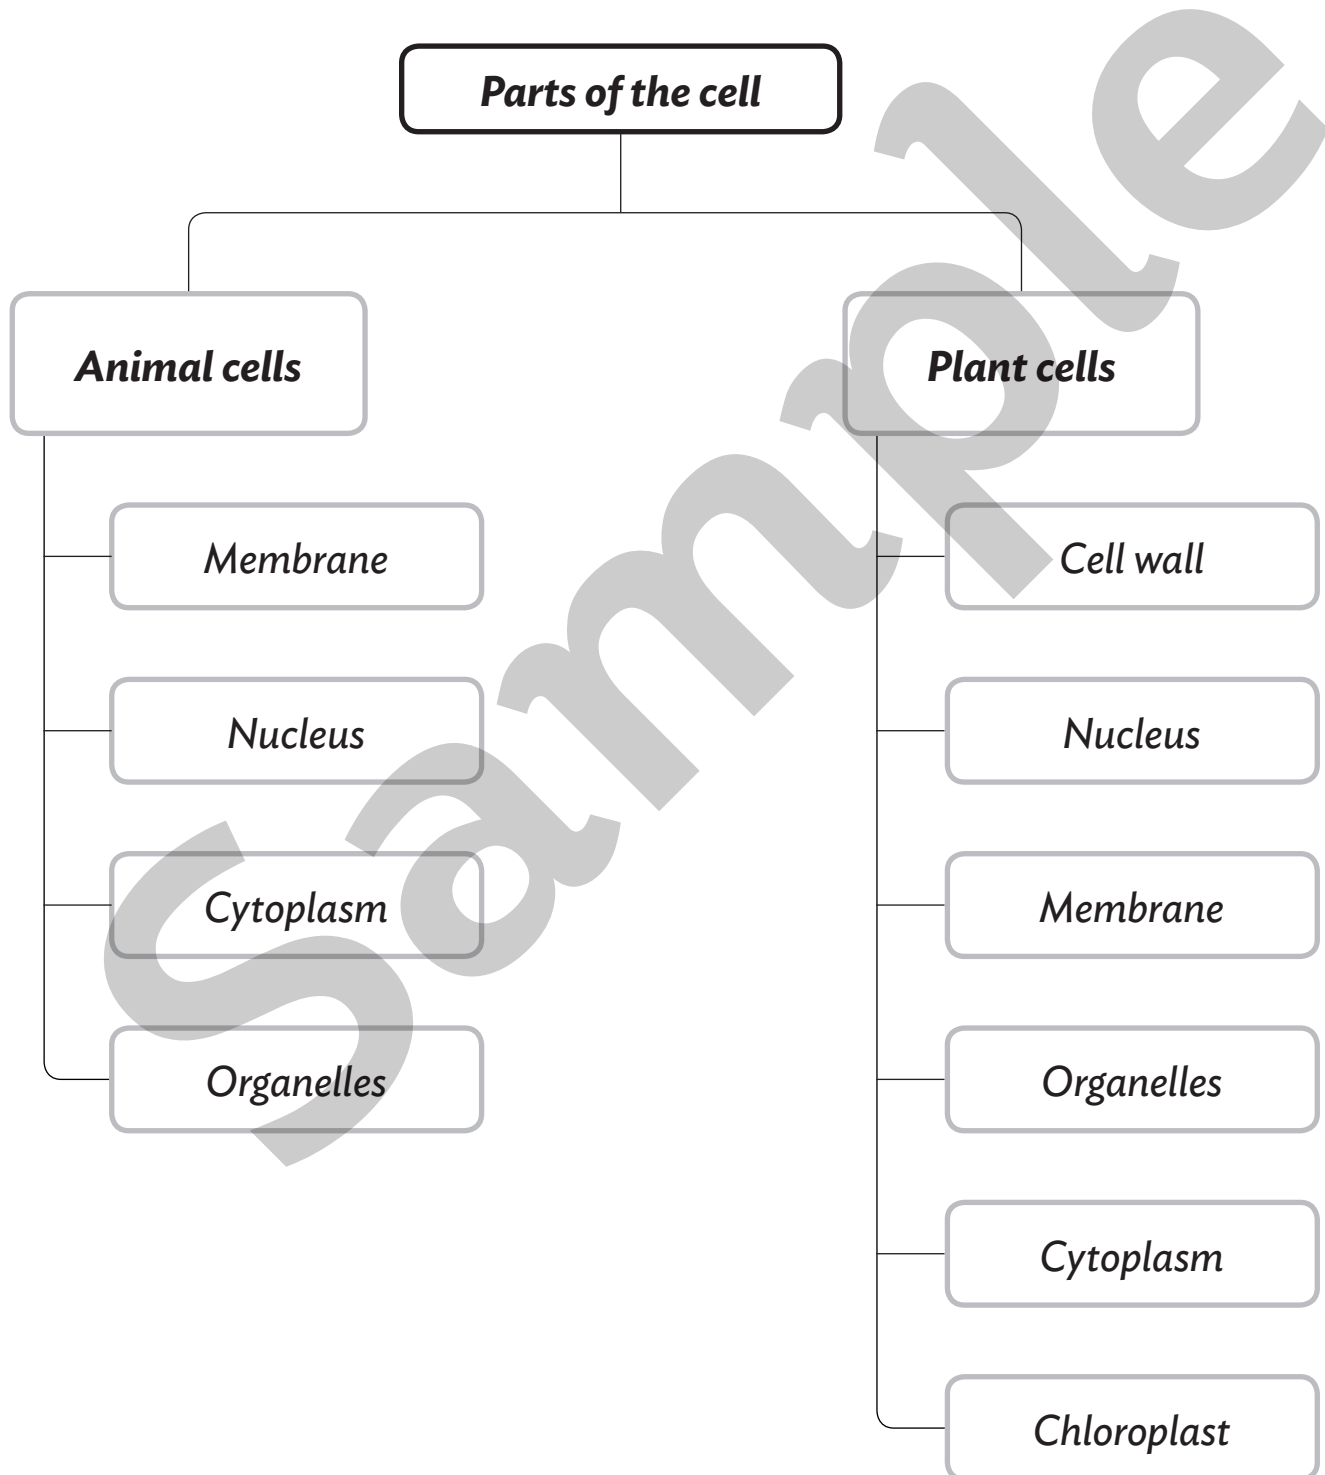 Parts of the cell
Animal cells
Membrane
Nucleus
Cytoplasm
Organelles
Plant cells
Cell wall
Nucleus
Membrane
Organelles
Cytoplasm
Chloroplast
Sample